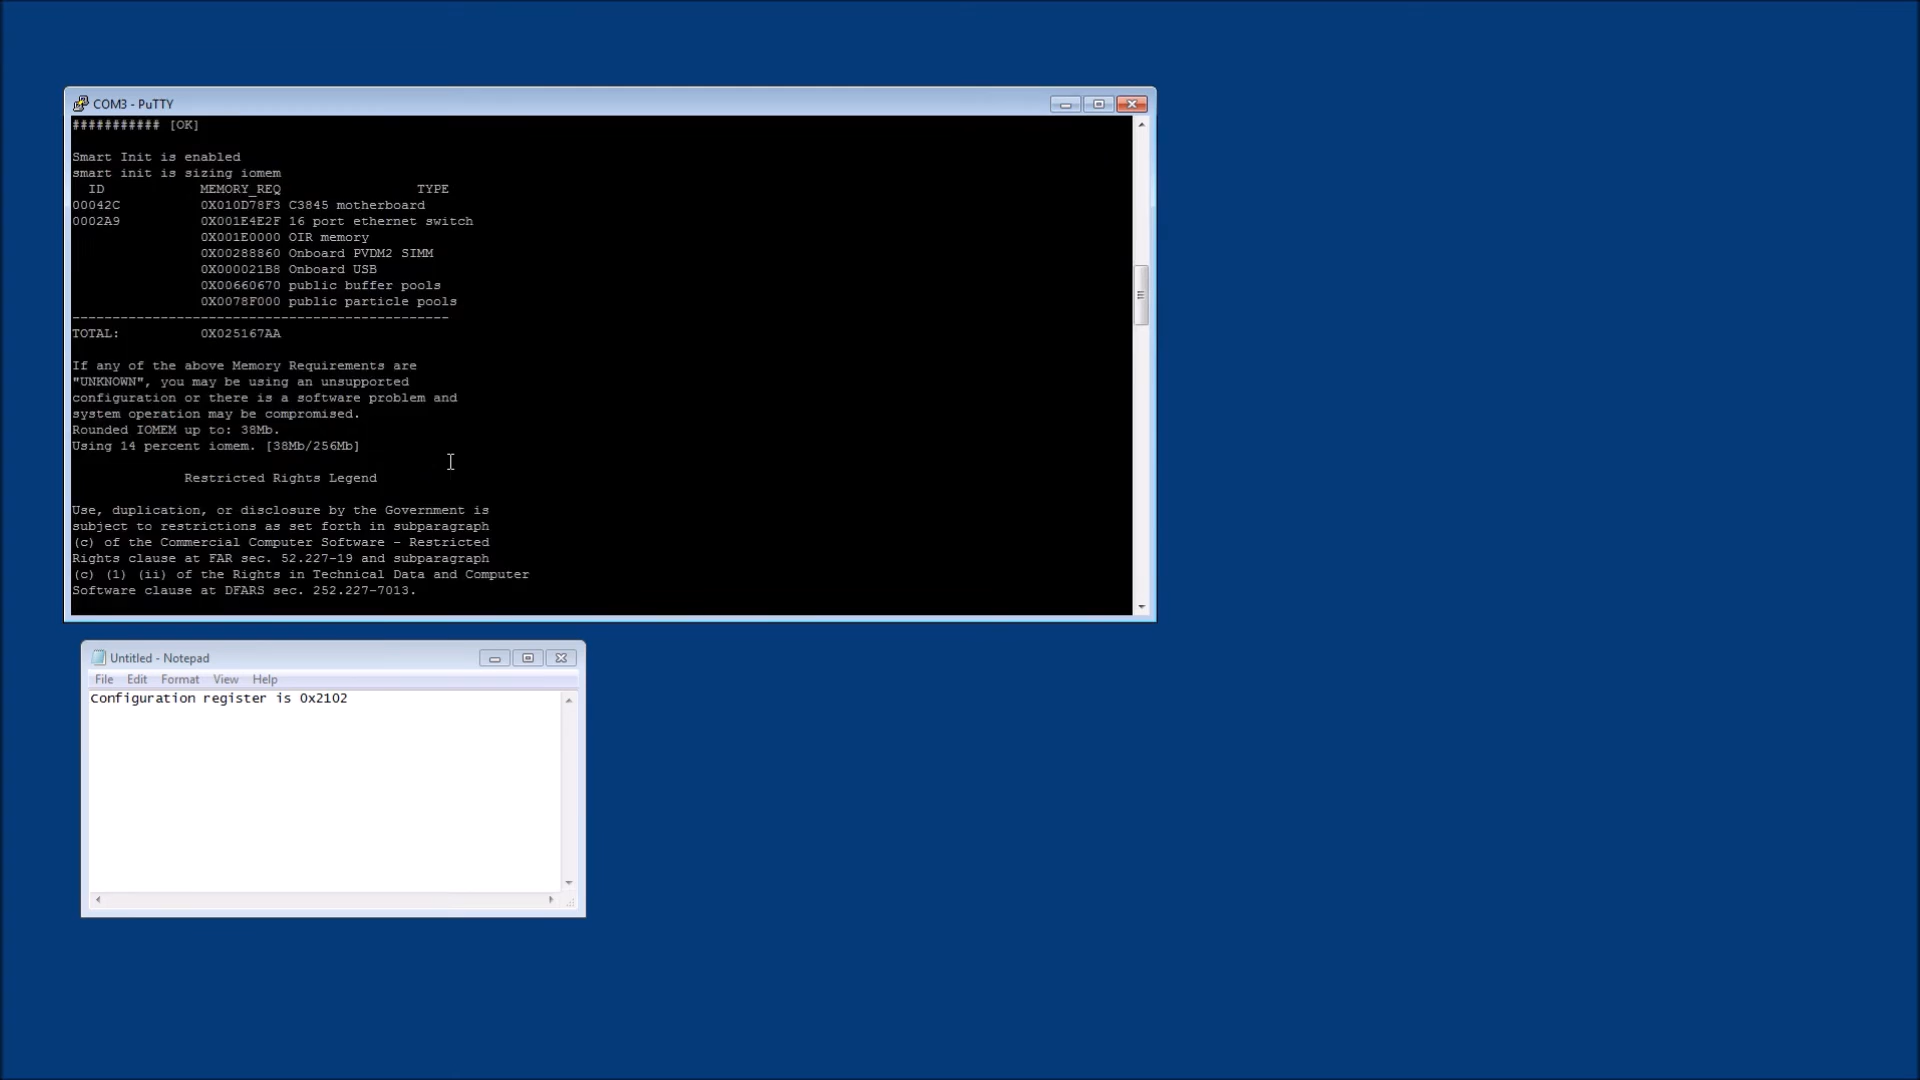 COM3 - PuTTY
########### [OK]
Smart Init is enabled
smart init is sizing iomem
ID MEMORY_REQ TYPE
00042C 0X010D78F3 C3845 motherboard
0002A9 0X001E4E2F 16 port ethernet switch
0X001E0000 OIR memory
0X00288860 Onboard PVDM2 SIMM
0X000021B8 Onboard USB
0X00660670 public buffer pools
0X0078F000 public particle pools
-----------------------------------------------
TOTAL: 0X025167AA
If any of the above Memory Requirements are
"UNKNOWN", you may be using an unsupported
configuration or there is a software problem and
system operation may be compromised.
Rounded IOMEM up to: 38Mb.
Using 14 percent iomem. [38Mb/256Mb]
Restricted Rights Legend
Use, duplication, or disclosure by the Government is
subject to restrictions as set forth in subparagraph
(c) of the Commercial Computer Software - Restricted
Rights clause at FAR sec. 52.227-19 and subparagraph
(c) (1) (ii) of the Rights in Technical Data and Computer
Software clause at DFARS sec. 252.227-7013.
Untitled - Notepad
File Edit Format View Help
Configuration register is 0x2102